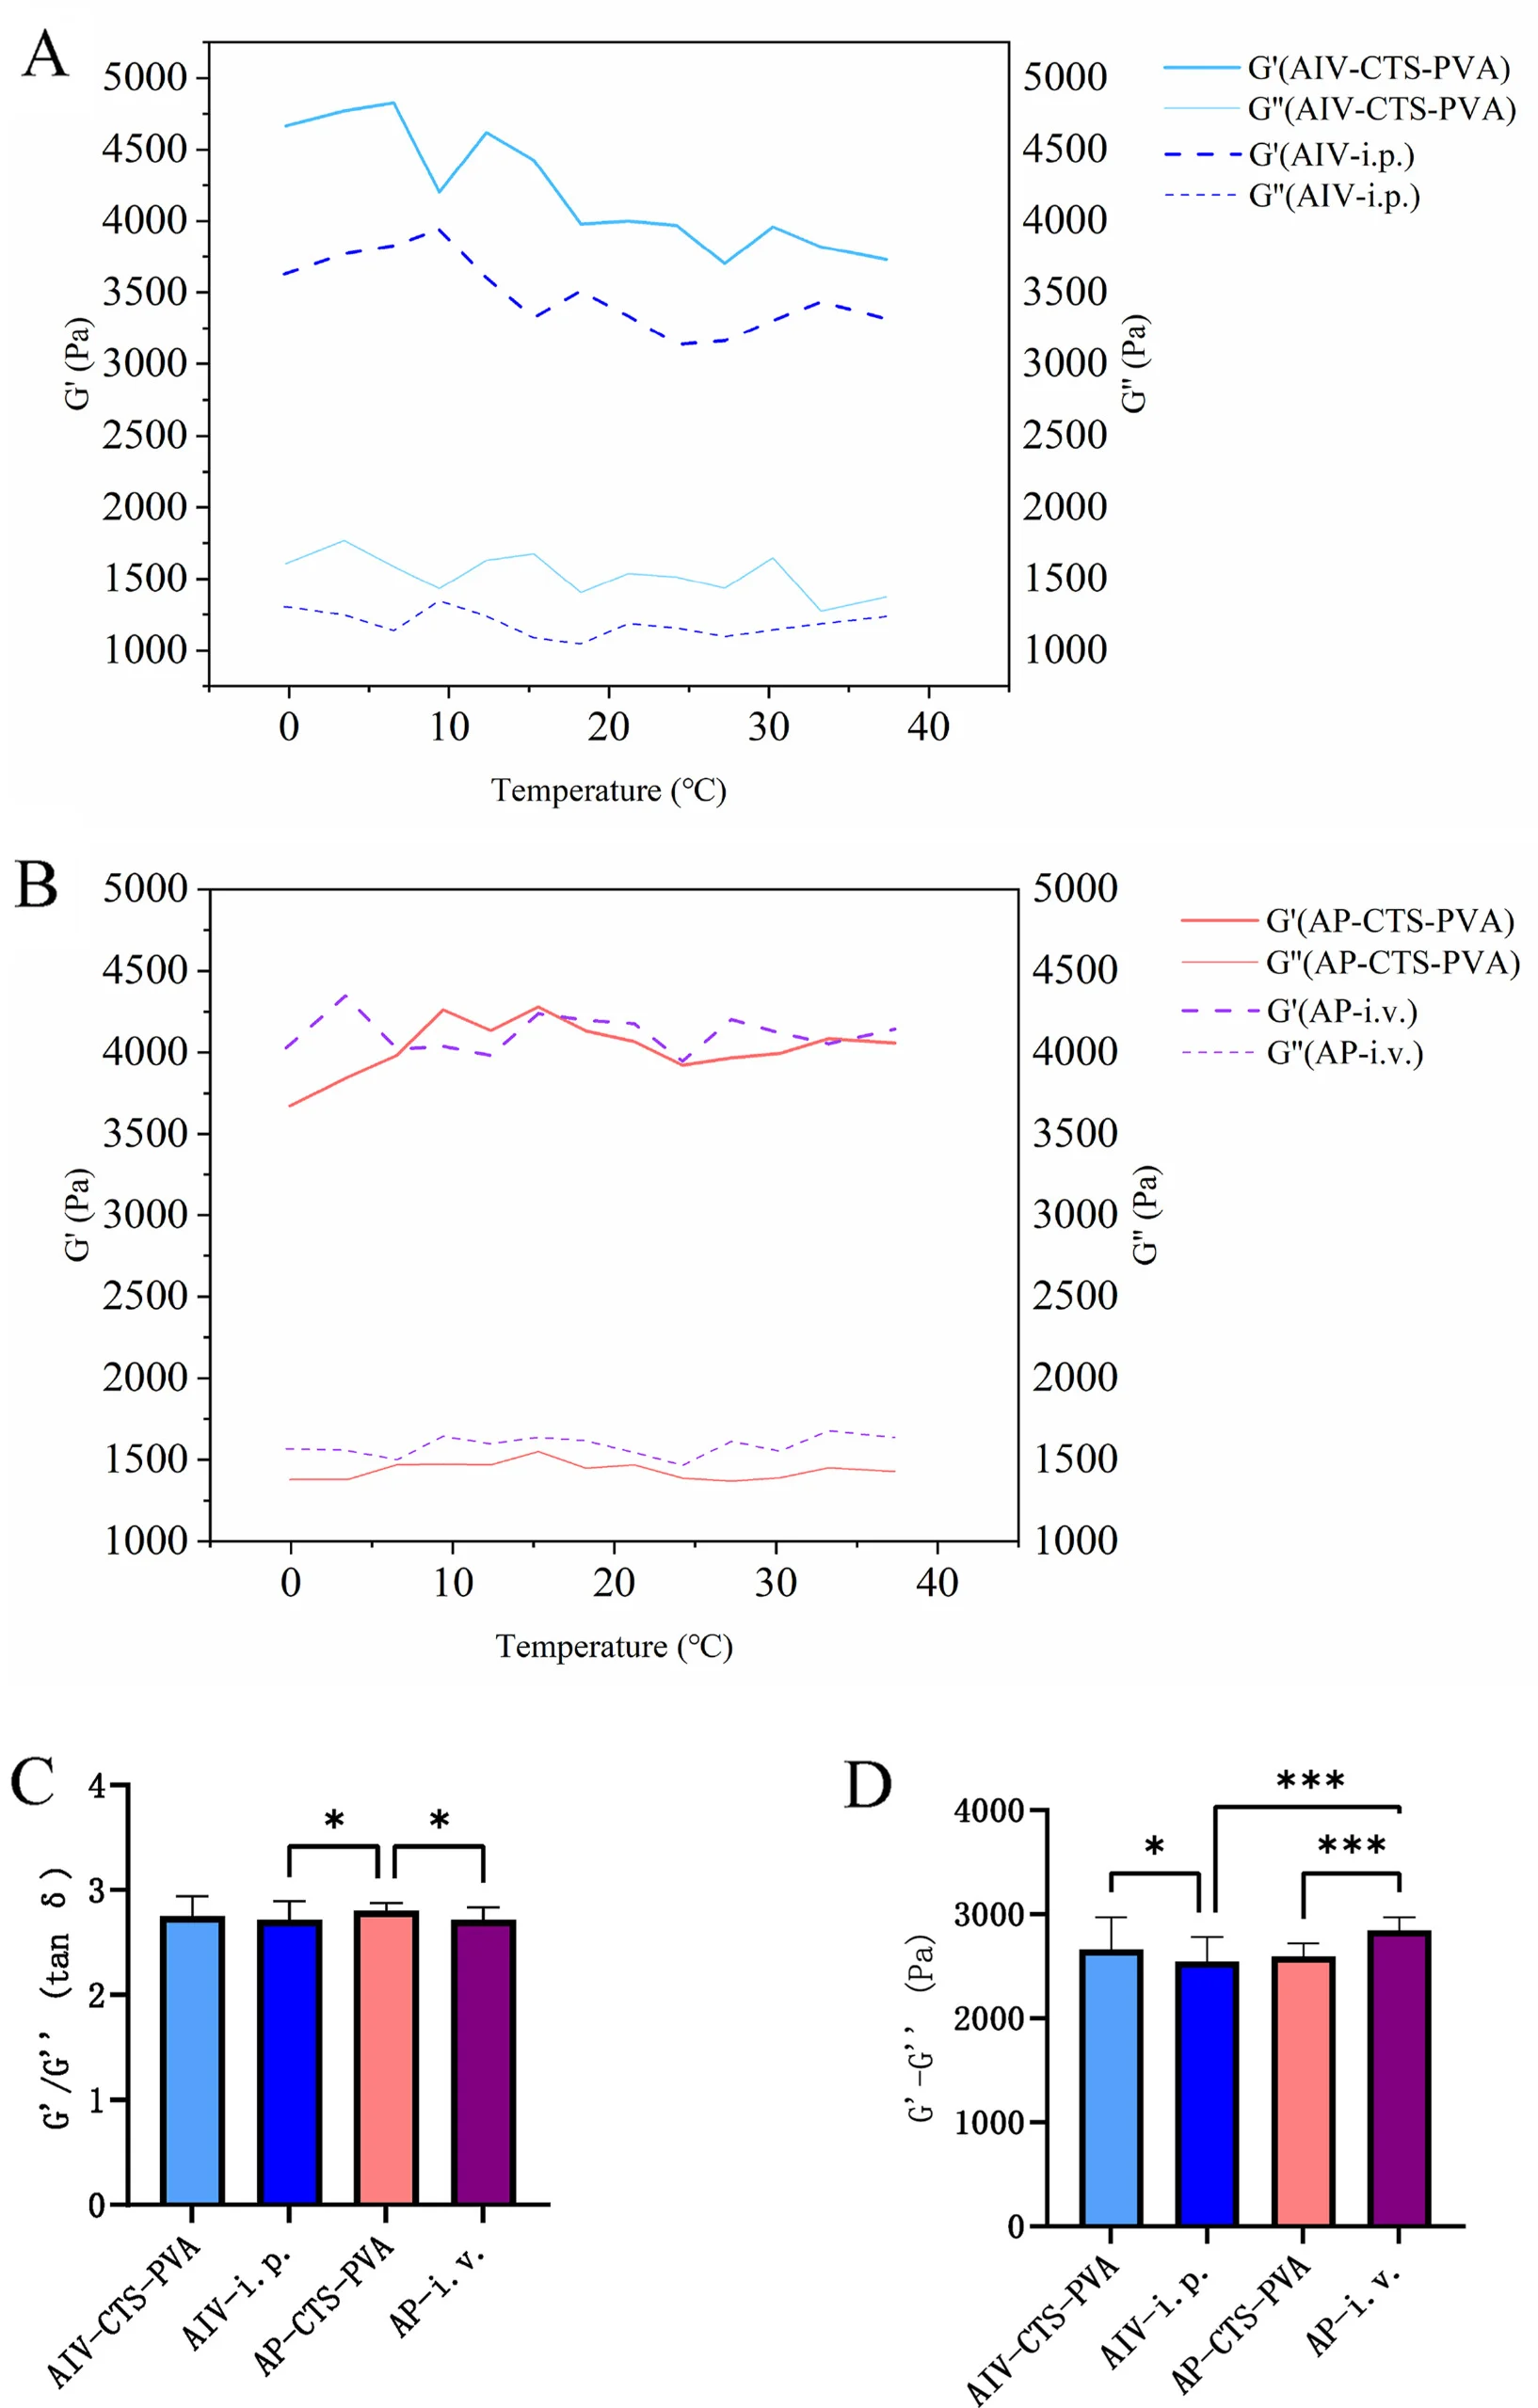 A
5000
4500
4000
3500
3000
2500
2000
1500
1000
G' (Pa)
5000
4500
4000
3500
3000
2500
2000
1500
1000
G'' (Pa)
0 10 20 30 40
Temperature (℃)
G'(AIV-CTS-PVA)
G''(AIV-CTS-PVA)
G'(AIV-i.p.)
G''(AIV-i.p.)
B
5000
4500
4000
3500
3000
2500
2000
1500
1000
G' (Pa)
5000
4500
4000
3500
3000
2500
2000
1500
1000
G'' (Pa)
0 10 20 30 40
Temperature (℃)
G'(AP-CTS-PVA)
G''(AP-CTS-PVA)
G'(AP-i.v.)
G''(AP-i.v.)
C
4
3
2
1
0
G'/G'' (tan δ)
* *
AIV-CTS-PVA
AIV-i.p.
AP-CTS-PVA
AP-i.v.
D
4000
3000
2000
1000
0
G'-G'' (Pa)
***
* ***
AIV-CTS-PVA
AIV-i.p.
AP-CTS-PVA
AP-i.v.